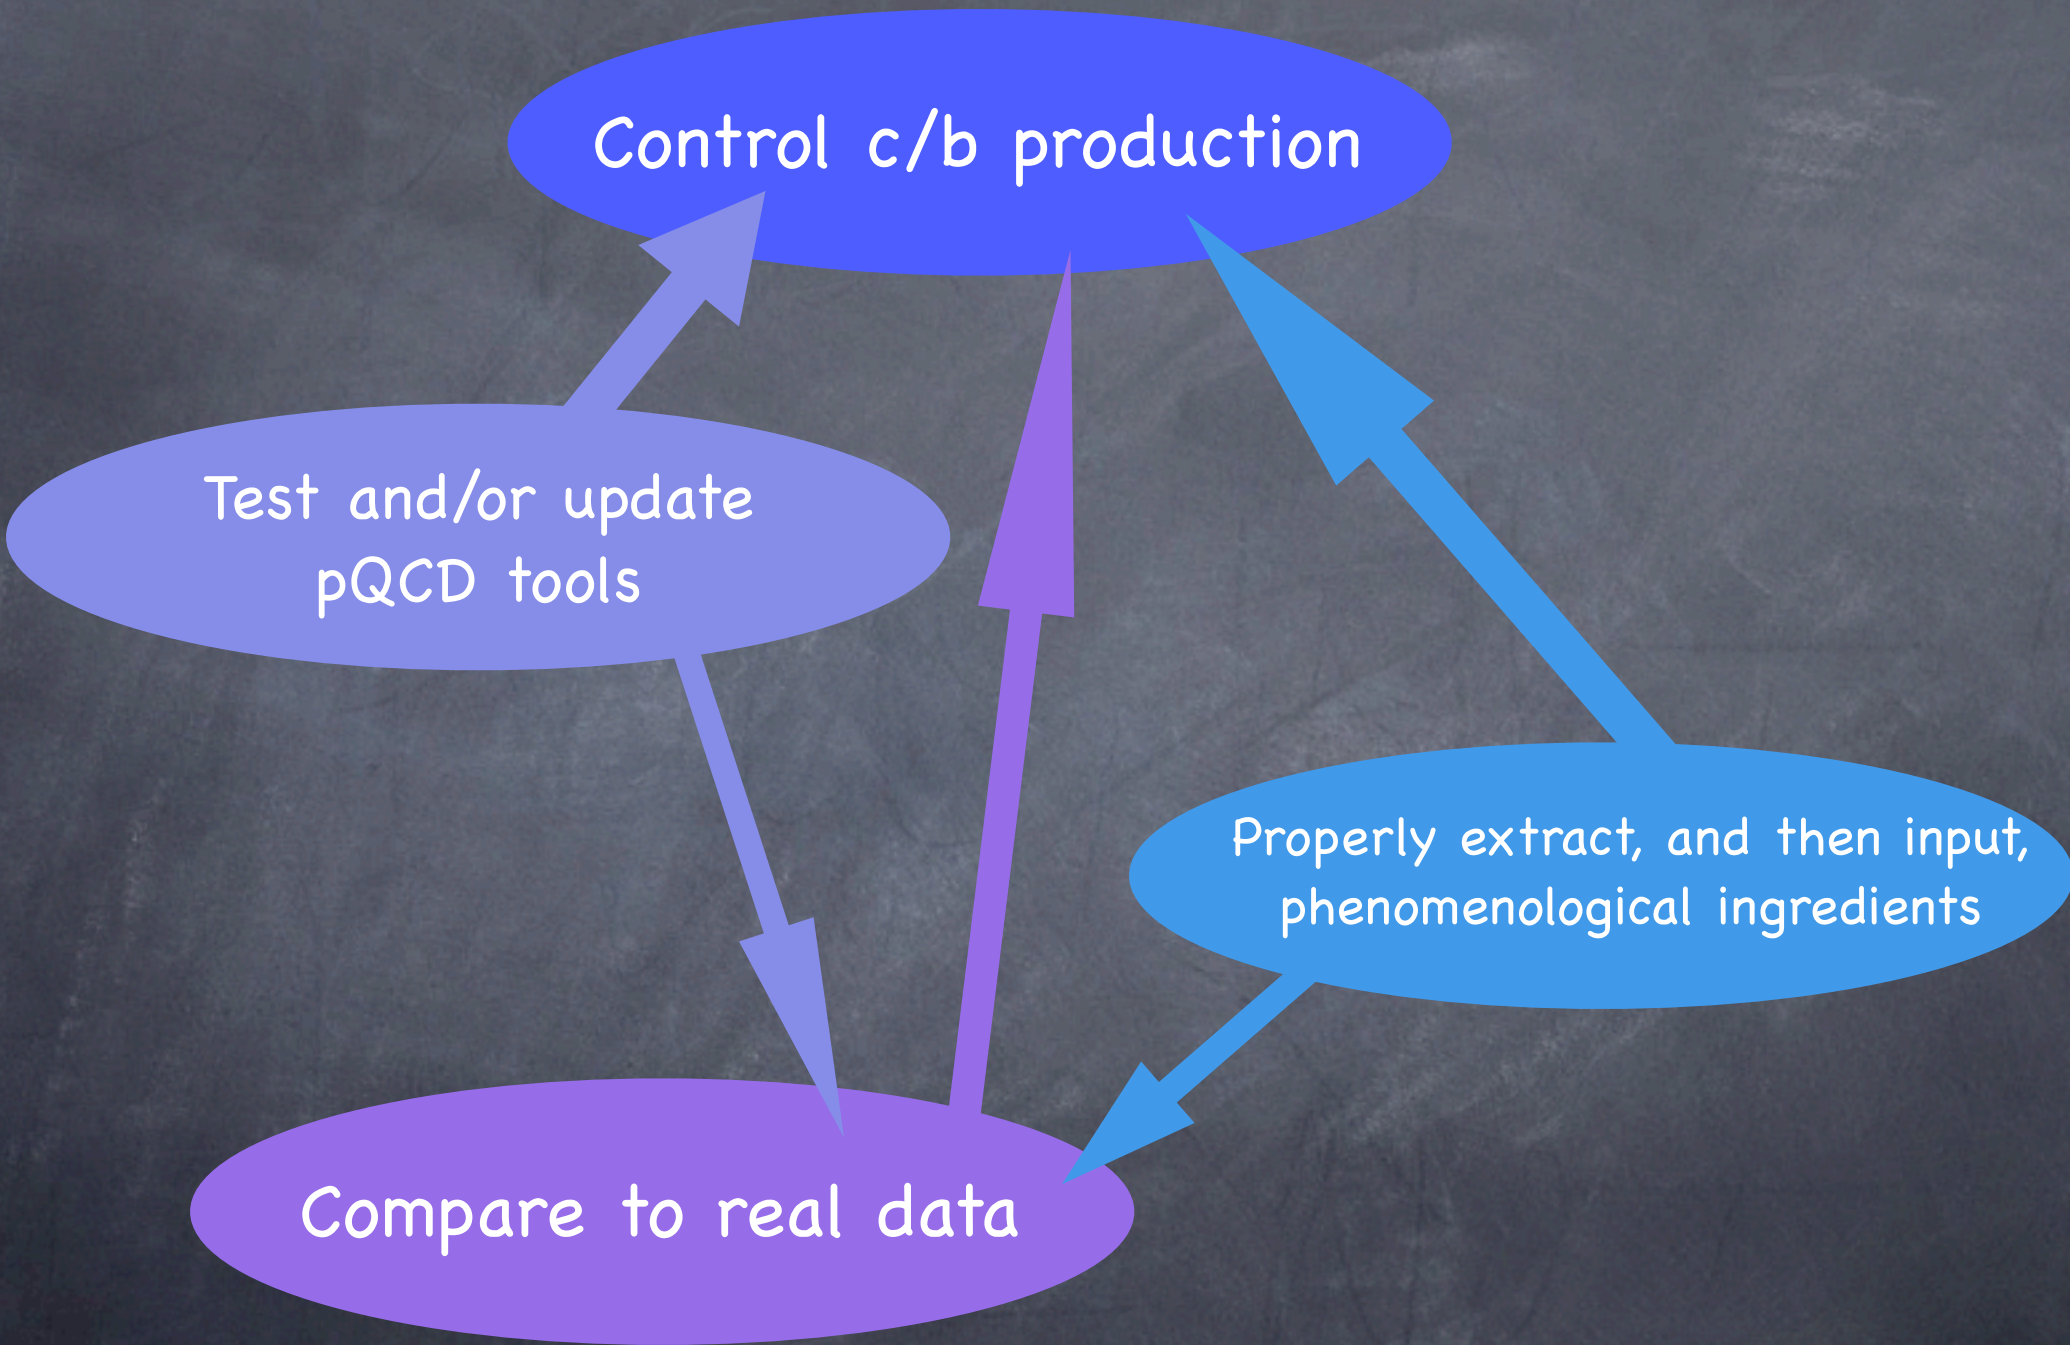 Control c/b production
Test and/or update
pQCD tools
Properly extract, and then input,
phenomenological ingredients
Compare to real data